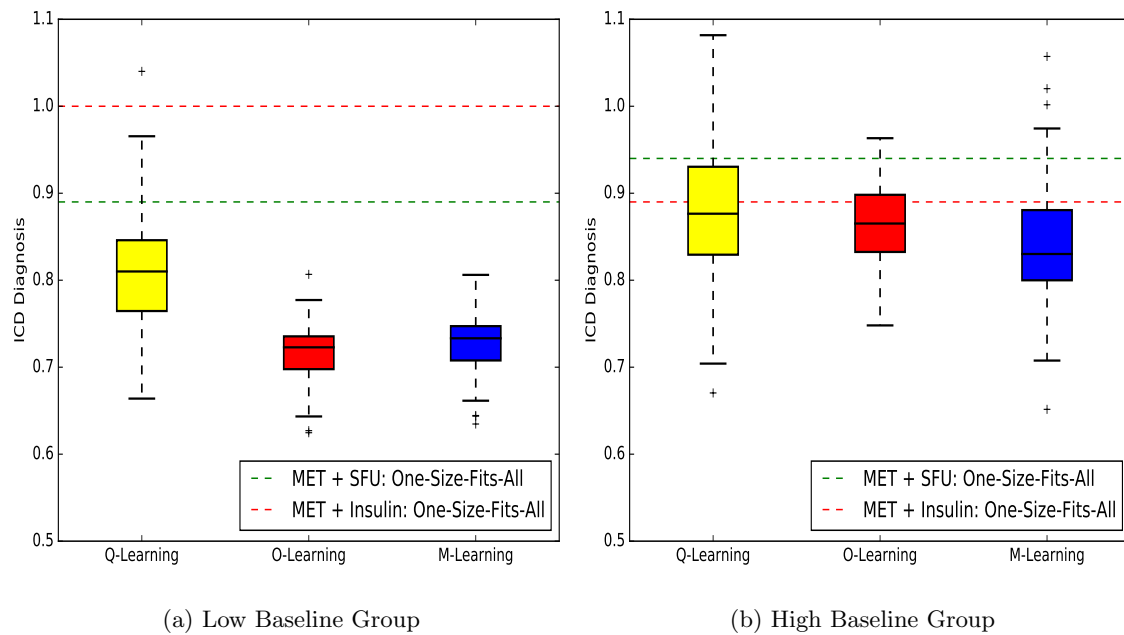 1.1
1.0
0.9
0.8
0.7
0.6
0.5
ICD Diagnosis
Q-Learning
O-Learning
M-Learning
MET + SFU: One-Size-Fits-All
MET + Insulin: One-Size-Fits-All
(a) Low Baseline Group
1.1
1.0
0.9
0.8
0.7
0.6
0.5
ICD Diagnosis
Q-Learning
O-Learning
M-Learning
MET + SFU: One-Size-Fits-All
MET + Insulin: One-Size-Fits-All
(b) High Baseline Group